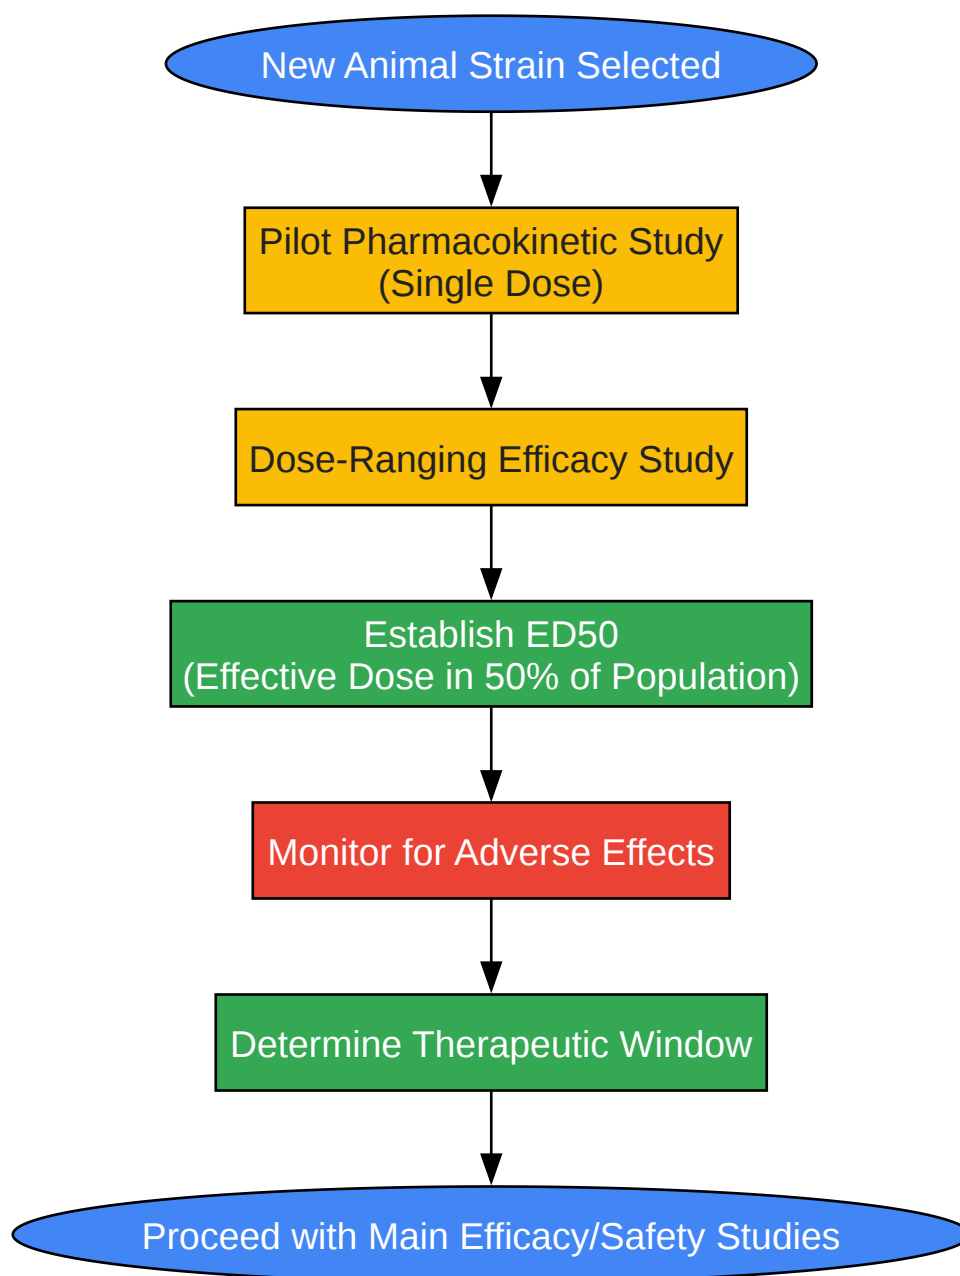 New Animal Strain Selected
Pilot Pharmacokinetic Study
(Single Dose)
Dose-Ranging Efficacy Study
Establish ED50
(Effective Dose in 50% of Population)
Monitor for Adverse Effects
Determine Therapeutic Window
Proceed with Main Efficacy/Safety Studies